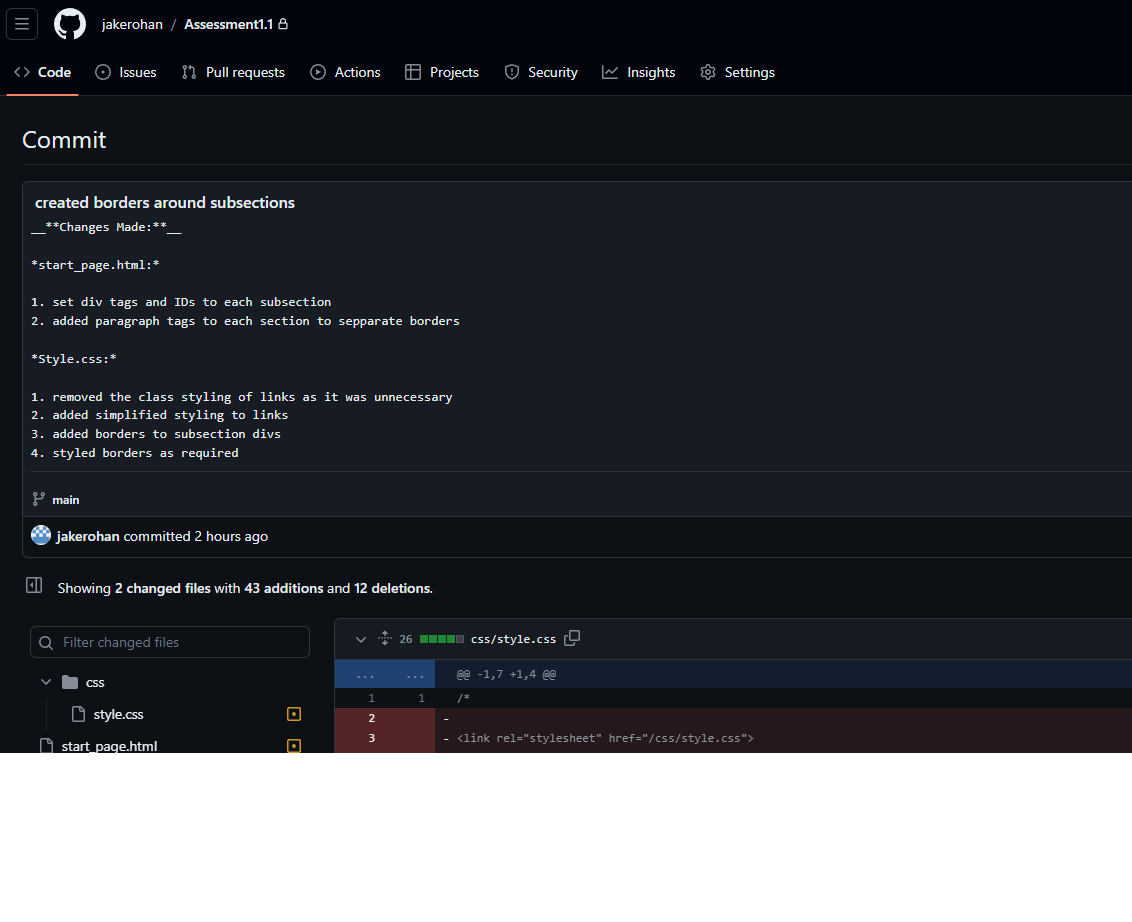 jakerohan / Assessment1.1
Code Issues Pull requests Actions Projects Security Insights Settings
Commit
created borders around subsections
__**Changes Made:**__
*start_page.html:*
1. set div tags and IDs to each subsection
2. added paragraph tags to each section to sepparate borders
*Style.css:*
1. removed the class styling of links as it was unnecessary
2. added simplified styling to links
3. added borders to subsection divs
4. styled borders as required
main
jakerohan committed 2 hours ago
Showing 2 changed files with 43 additions and 12 deletions.
Filter changed files
css
style.css
start_page.html
26 css/style.css
... ... @@ -1,7 +1,4 @@
1 1 /*
2 -
3 - <link rel="stylesheet" href="/css/style.css">